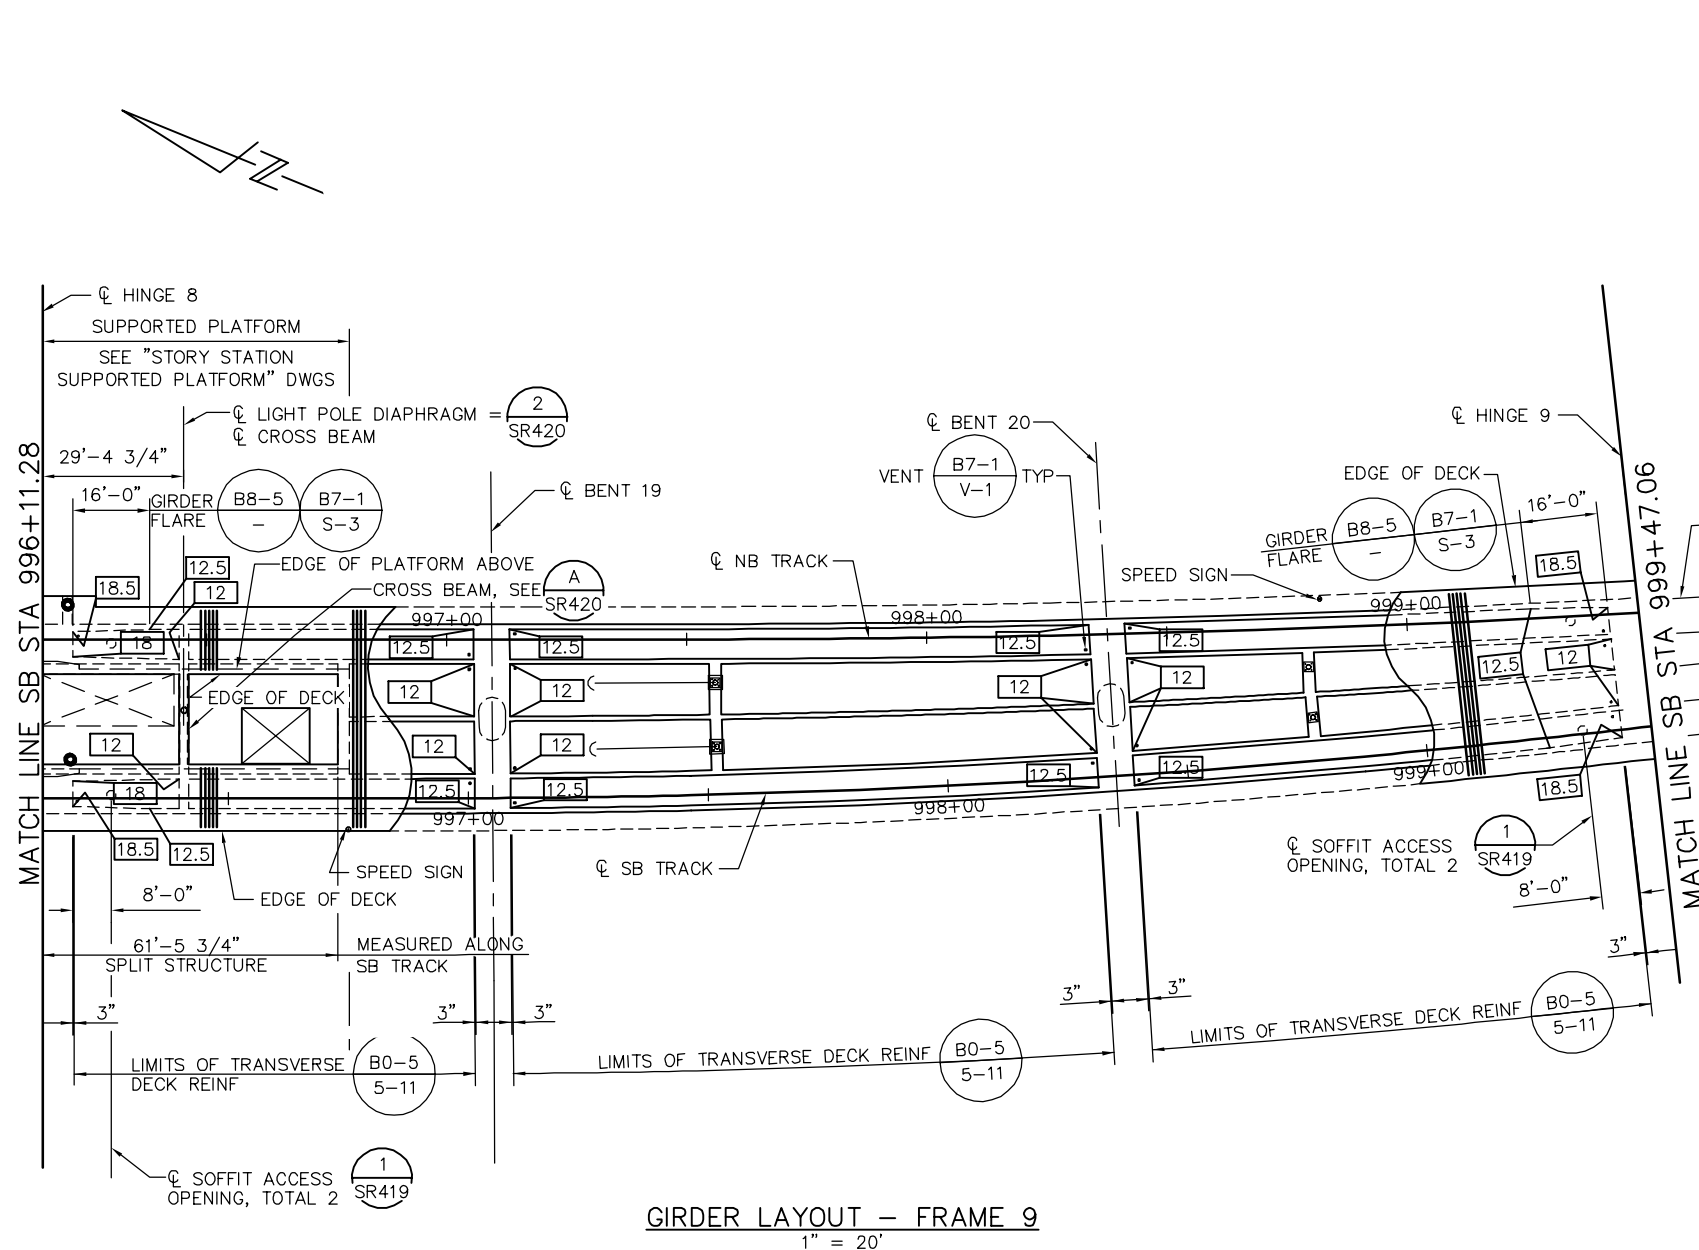 ℄ HINGE 8
SUPPORTED PLATFORM
SEE "STORY STATION
SUPPORTED PLATFORM" DWGS
℄ LIGHT POLE DIAPHRAGM =
℄ CROSS BEAM
2
SR420
29'-4 3/4"
16'-0"
GIRDER
FLARE
B8-5
-
B7-1
S-3
℄ BENT 19
℄ BENT 20
VENT
B7-1
V-1
TYP
℄ HINGE 9
EDGE OF DECK
16'-0"
GIRDER
FLARE
B8-5
-
B7-1
S-3
MATCH LINE SB STA 996+11.28
MATCH LINE SB STA 999+47.06
EDGE OF PLATFORM ABOVE
CROSS BEAM, SEE
A
SR420
℄ NB TRACK
SPEED SIGN
18.5
12.5
12
18
997+00
998+00
999+00
18.5
12.5
12.5
12.5
12.5
12.5
12
12
EDGE OF DECK
12
12
12
12
12
12
12
18
12.5
12.5
12.5
12.5
997+00
998+00
999+00
18.5
12.5
18.5
℄ SB TRACK
SPEED SIGN
EDGE OF DECK
℄ SOFFIT ACCESS
OPENING, TOTAL 2
1
SR419
8'-0"
8'-0"
61'-5 3/4"
SPLIT STRUCTURE
MEASURED ALONG
SB TRACK
3"
3"
3"
3"
3"
3"
LIMITS OF TRANSVERSE
DECK REINF
B0-5
5-11
LIMITS OF TRANSVERSE DECK REINF
B0-5
5-11
LIMITS OF TRANSVERSE DECK REINF
B0-5
5-11
℄ SOFFIT ACCESS
OPENING, TOTAL 2
1
SR419
GIRDER LAYOUT - FRAME 9
1" = 20'